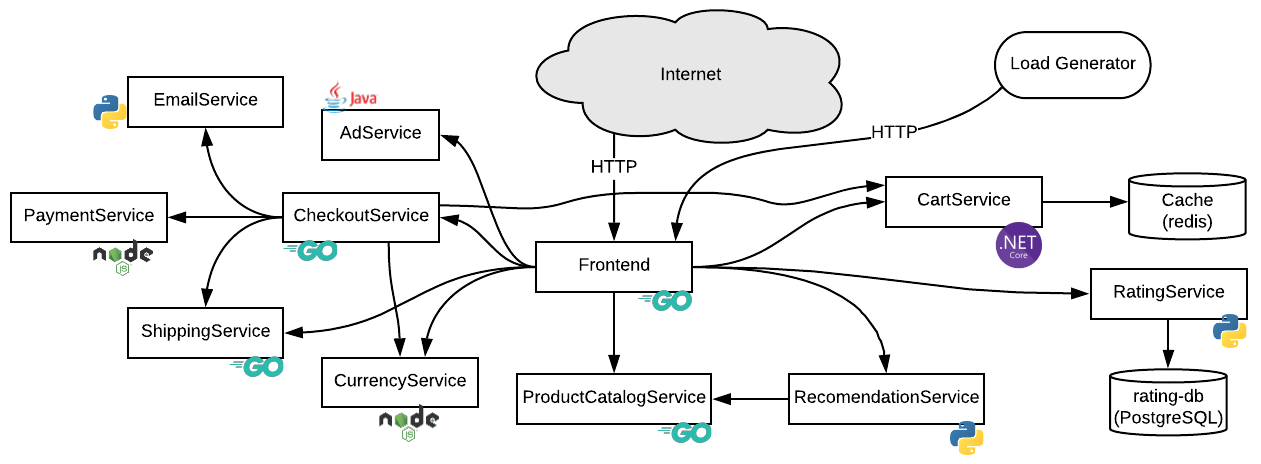 Internet
Load Generator
HTTP
HTTP
EmailService
Java
AdService
PaymentService
node
JS
CheckoutService
GO
CartService
.NET
Core
Cache
(redis)
Frontend
GO
RatingService
ShippingService
GO
CurrencyService
node
JS
ProductCatalogService
GO
RecomendationService
rating-db
(PostgreSQL)